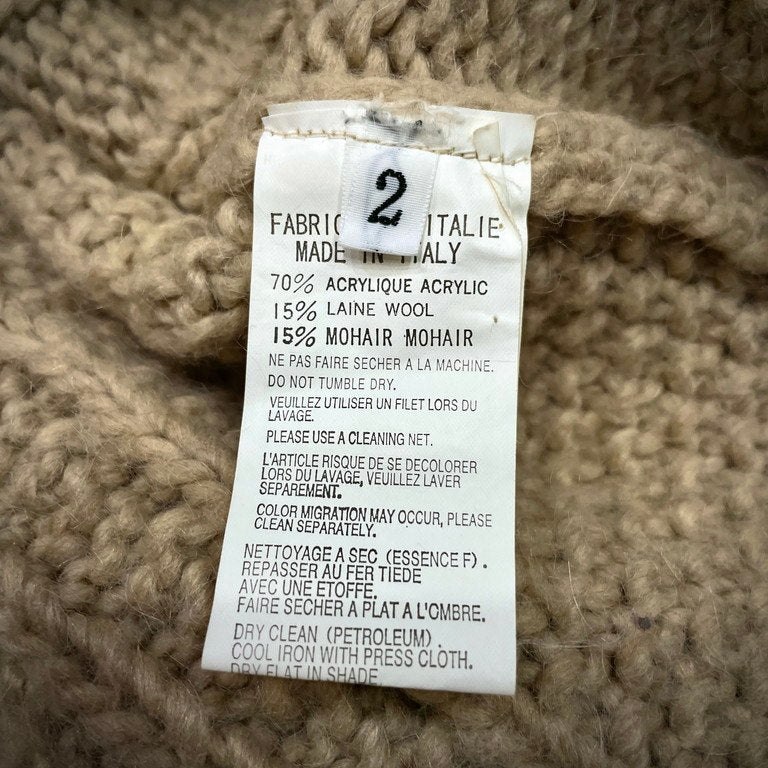 2
FABRIC ITALIE
MADE IN ITALY
70% ACRYLIQUE ACRYLIC
15% LAINE WOOL
15% MOHAIR MOHAIR
NE PAS FAIRE SECHER A LA MACHINE.
DO NOT TUMBLE DRY.
VEUILLEZ UTILISER UN FILET LORS DU
LAVAGE.
PLEASE USE A CLEANING NET.
L'ARTICLE RISQUE DE SE DECOLORER
LORS DU LAVAGE, VEUILLEZ LAVER
SEPAREMENT.
COLOR MIGRATION MAY OCCUR, PLEASE
CLEAN SEPARATELY.
NETTOYAGE A SEC (ESSENCE F).
REPASSER AU FER TIEDE
AVEC UNE ETOFFE.
FAIRE SECHER A PLAT A L'OMBRE.
DRY CLEAN (PETROLEUM).
COOL IRON WITH PRESS CLOTH.
DRY FLAT IN SHADE.